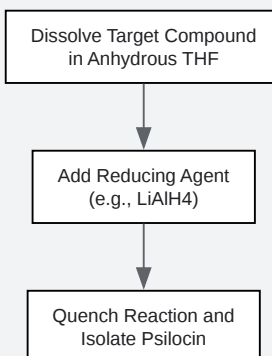 Dissolve Target Compound
in Anhydrous THF
Add Reducing Agent
(e.g., LiAlH4)
Quench Reaction and
Isolate Psilocin